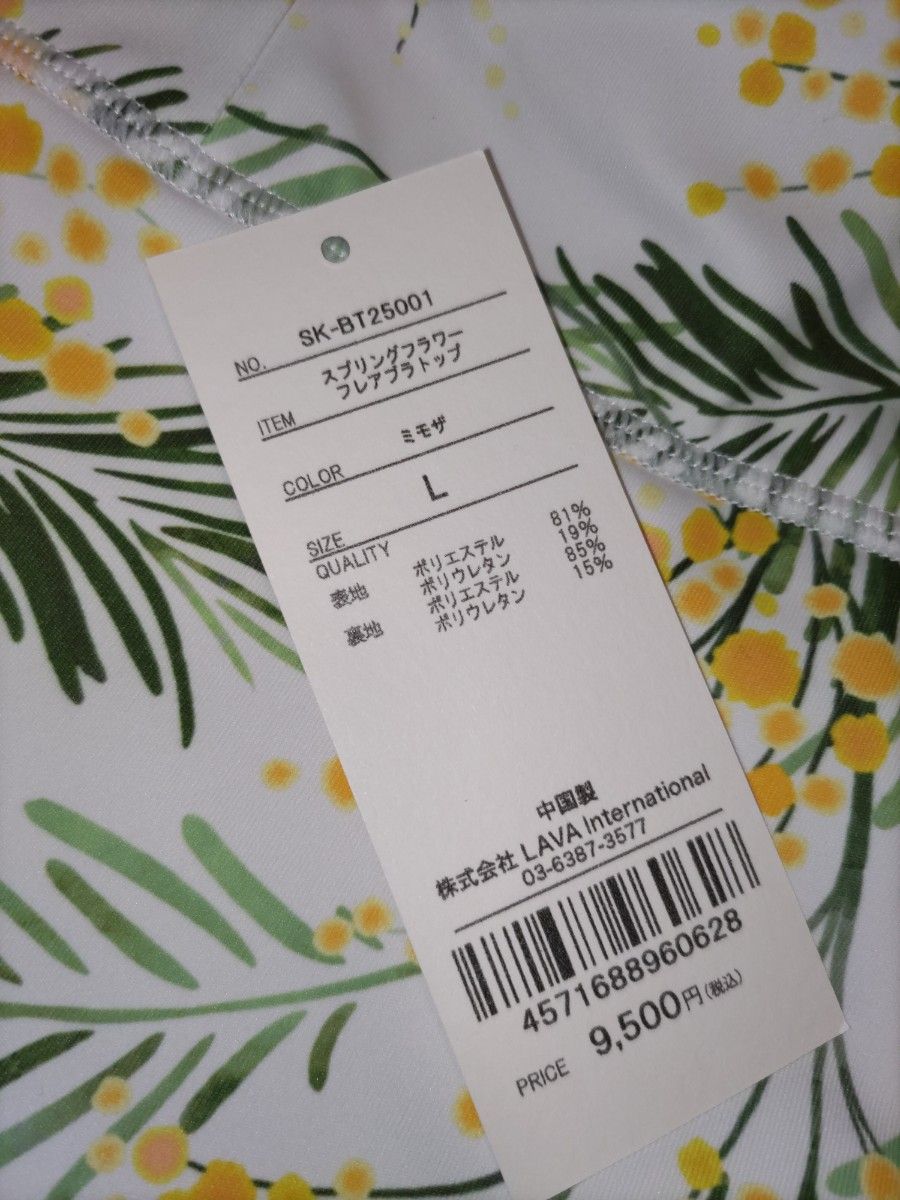 NO. SK-BT25001
スプリングフラワー
ITEM フレアブラトップ
COLOR ミモザ
SIZE L
QUALITY
表地 ポリエステル 81%
ポリウレタン 19%
裏地 ポリエステル 85%
ポリウレタン 15%
中国製
株式会社 LAVA International
03-6387-3577
4571688960628
PRICE 9,500円(税込)